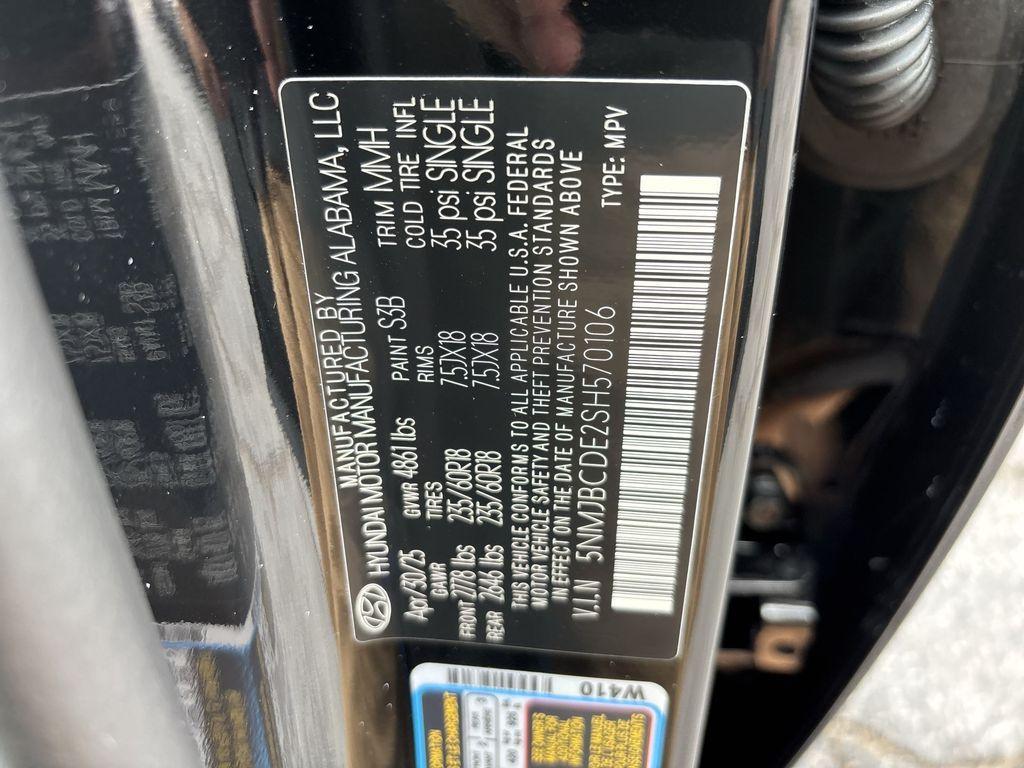 MANUFACTURED BY
HYUNDAI MOTOR MANUFACTURING ALABAMA, LLC
Apr/30/25 GVWR 4861 lbs PAINT S3B TRIM MMH
GAWR TIRES RIMS COLD TIRE INFL
FRONT 2778 lbs 235/60R18 7.5JX18 35 psi SINGLE
REAR 2646 lbs 235/60R18 7.5JX18 35 psi SINGLE
THIS VEHICLE CONFORMS TO ALL APPLICABLE U.S.A. FEDERAL
MOTOR VEHICLE SAFETY AND THEFT PREVENTION STANDARDS
IN EFFECT ON THE DATE OF MANUFACTURE SHOWN ABOVE
V.I.N 5NMJBCDE2SH570106 TYPE: MPV
W410